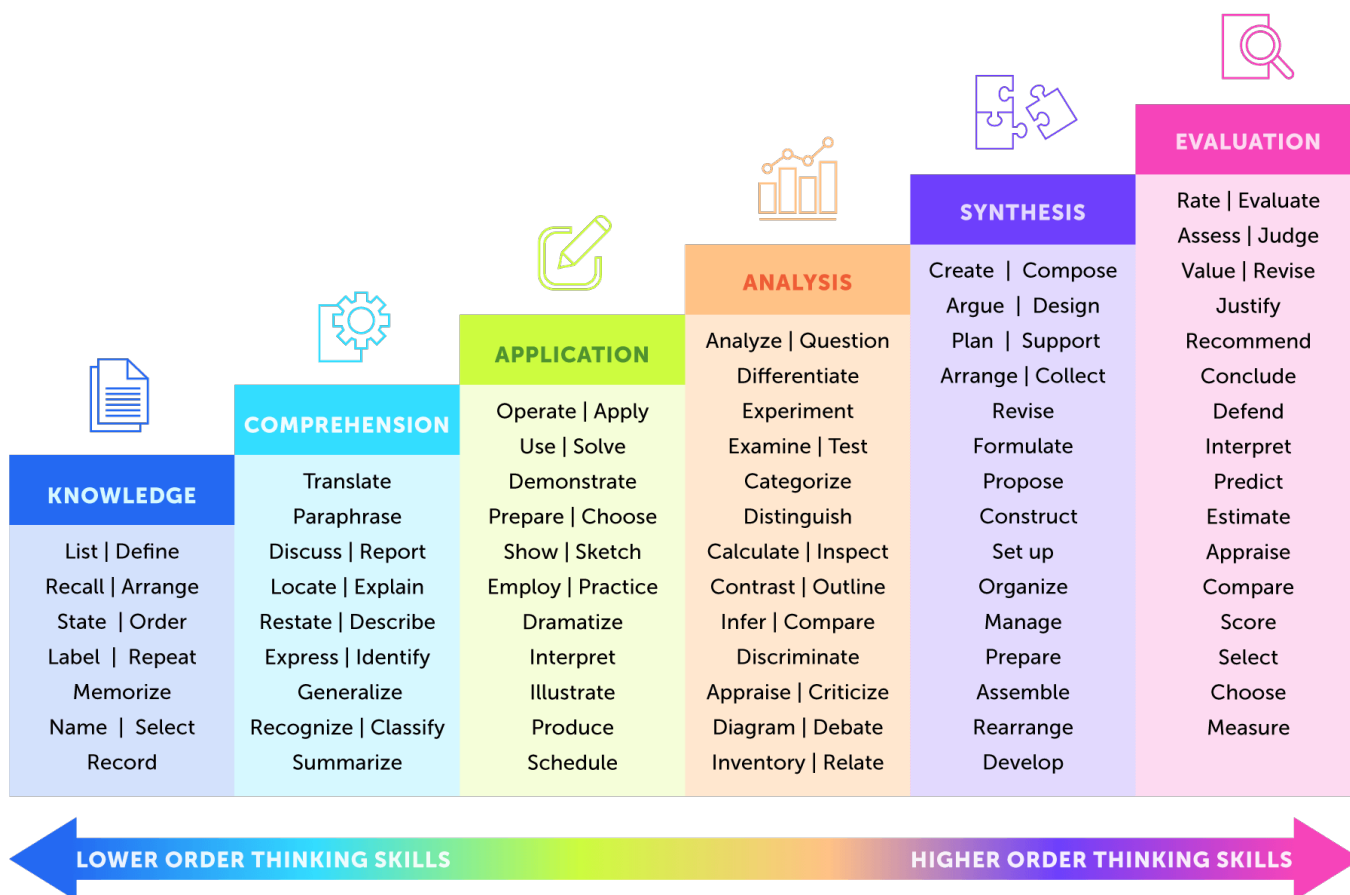 KNOWLEDGE
List | Define
Recall | Arrange
State | Order
Label | Repeat
Memorize
Name | Select
Record
COMPREHENSION
Translate
Paraphrase
Discuss | Report
Locate | Explain
Restate | Describe
Express | Identify
Generalize
Recognize | Classify
Summarize
APPLICATION
Operate | Apply
Use | Solve
Demonstrate
Prepare | Choose
Show | Sketch
Employ | Practice
Dramatize
Interpret
Illustrate
Produce
Schedule
ANALYSIS
Analyze | Question
Differentiate
Experiment
Examine | Test
Categorize
Distinguish
Calculate | Inspect
Contrast | Outline
Infer | Compare
Discriminate
Appraise | Criticize
Diagram | Debate
Inventory | Relate
SYNTHESIS
Create | Compose
Argue | Design
Plan | Support
Arrange | Collect
Revise
Formulate
Propose
Construct
Set up
Organize
Manage
Prepare
Assemble
Rearrange
Develop
EVALUATION
Rate | Evaluate
Assess | Judge
Value | Revise
Justify
Recommend
Conclude
Defend
Interpret
Predict
Estimate
Appraise
Compare
Score
Select
Choose
Measure
LOWER ORDER THINKING SKILLS
HIGHER ORDER THINKING SKILLS